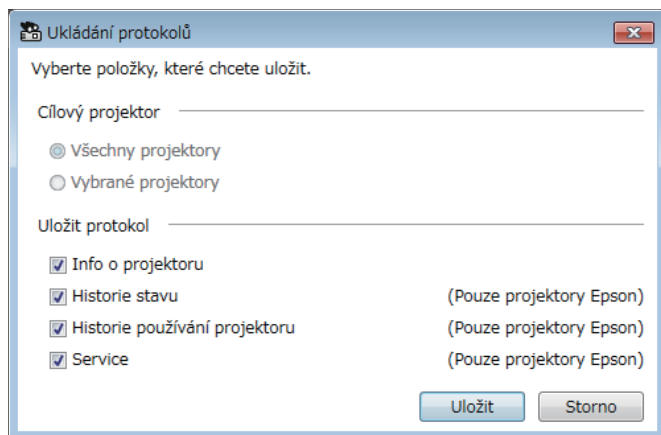 Ukládání protokolů
Vyberte položky, které chcete uložit.
Cílový projektor
Všechny projektory
Vybrané projektory
Uložit protokol
Info o projektoru
Historie stavu (Pouze projektory Epson)
Historie používání projektoru (Pouze projektory Epson)
Service (Pouze projektory Epson)
Uložit Storno